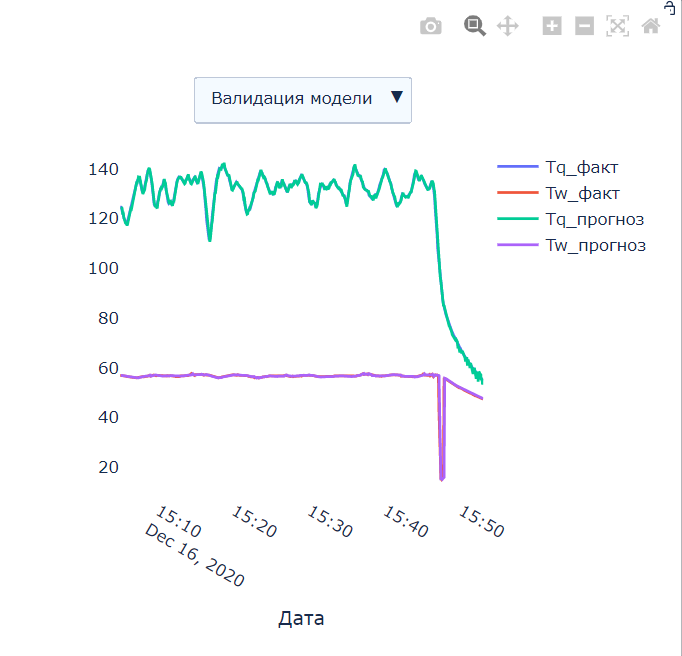 Валидация модели ▼
140
120
100
80
60
40
20
Tq_факт
Tw_факт
Tq_прогноз
Tw_прогноз
15:10
Dec 16, 2020
15:20
15:30
15:40
15:50
Дата